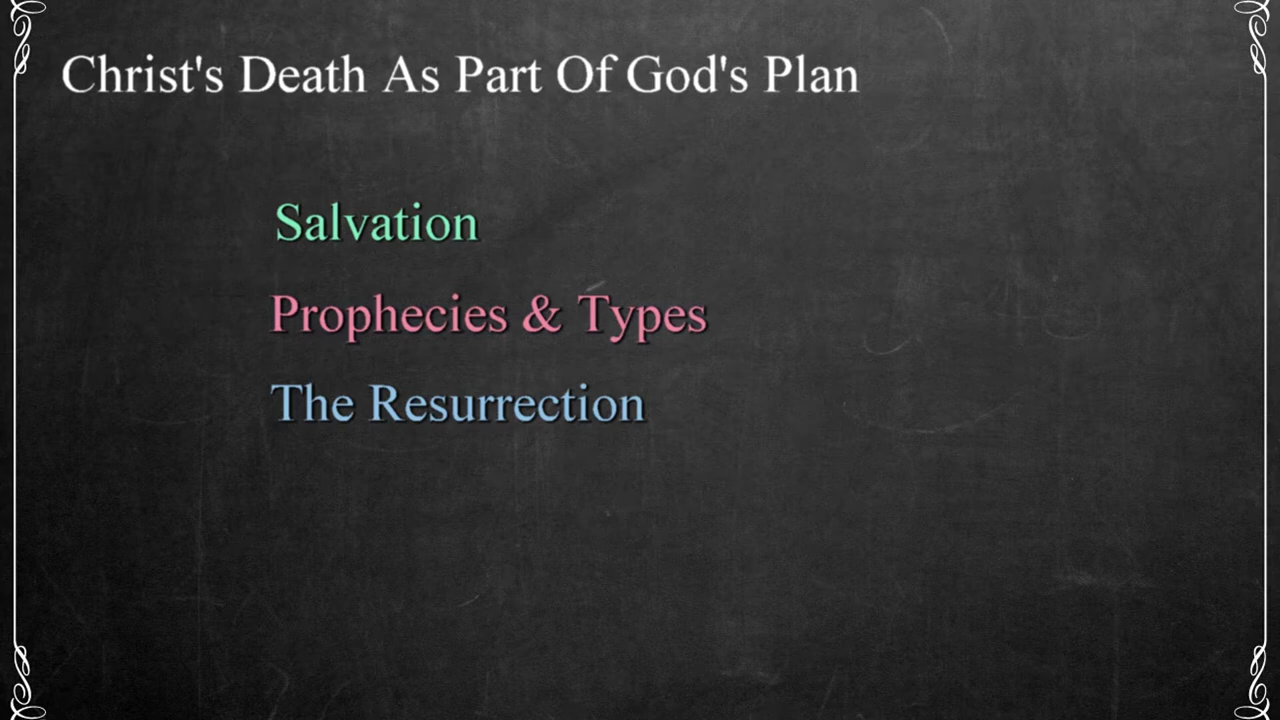 Christ's Death As Part Of God's Plan
Salvation
Prophecies & Types
The Resurrection